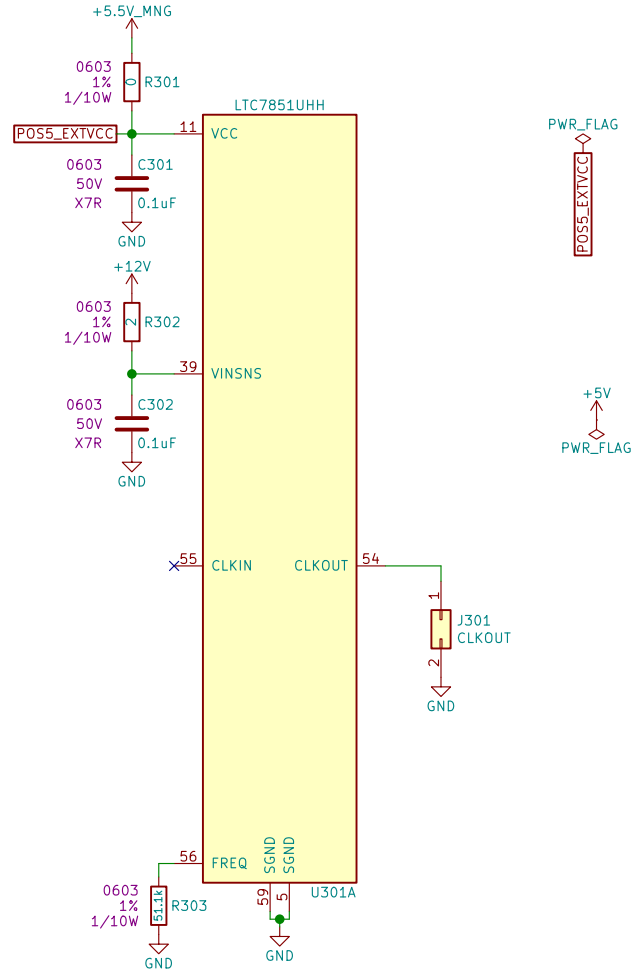 +5.5V_MNG
0603
1%
1/10W
0
R301
LTC7851UHH
POS5_EXTVCC
11
VCC
PWR_FLAG
POS5_EXTVCC
0603
50V
X7R
C301
0.1uF
GND
+12V
0603
1%
1/10W
2
R302
39
VINSNS
0603
50V
X7R
C302
0.1uF
GND
+5V
PWR_FLAG
55
CLKIN
CLKOUT
54
1
J301
CLKOUT
2
GND
56
FREQ
SGND
SGND
59
5
U301A
0603
1%
1/10W
51.1k
R303
GND
GND